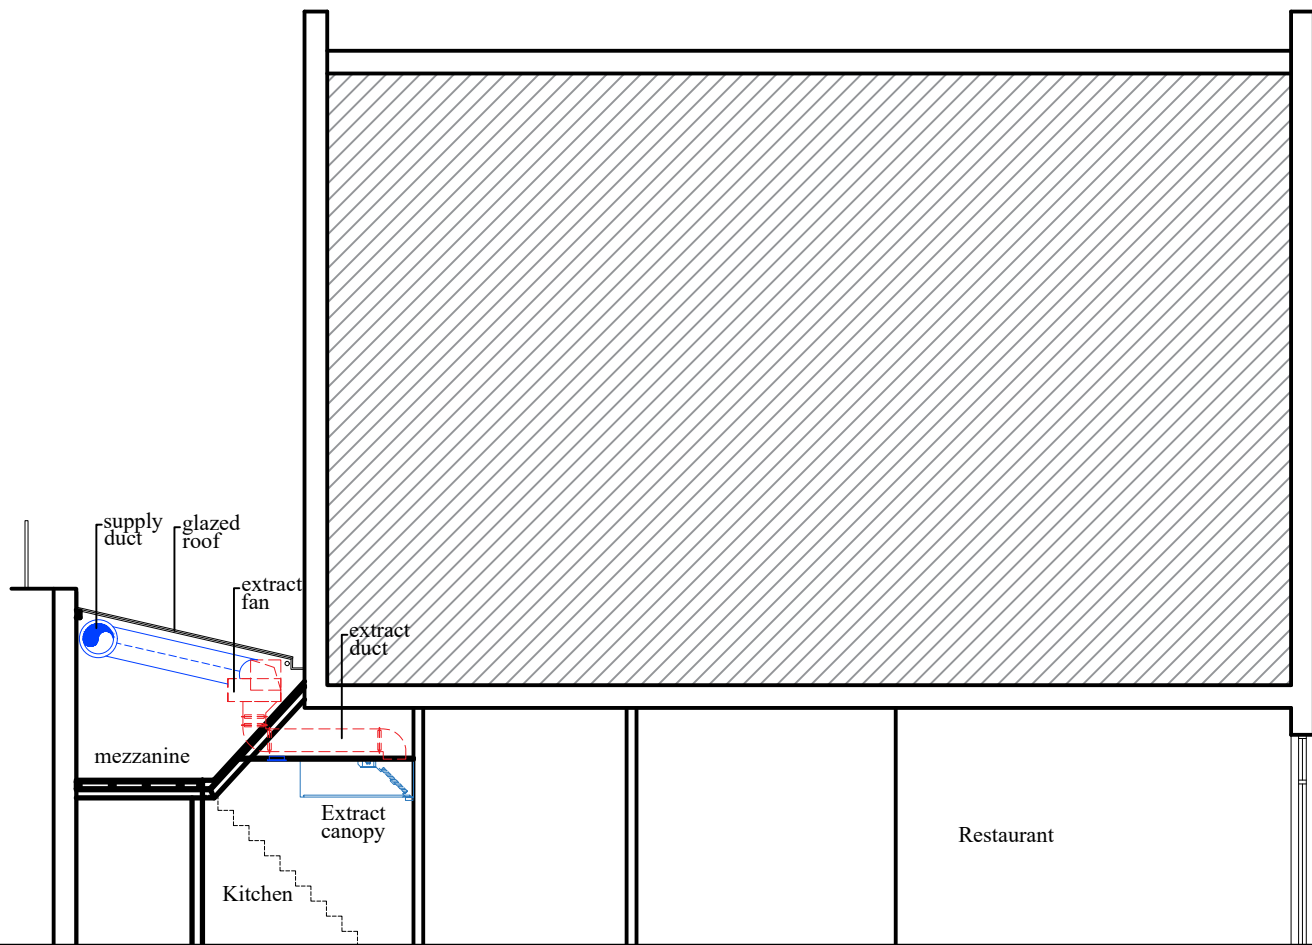 supply
duct
glazed
roof
extract
fan
extract
duct
mezzanine
Extract
canopy
Restaurant
Kitchen